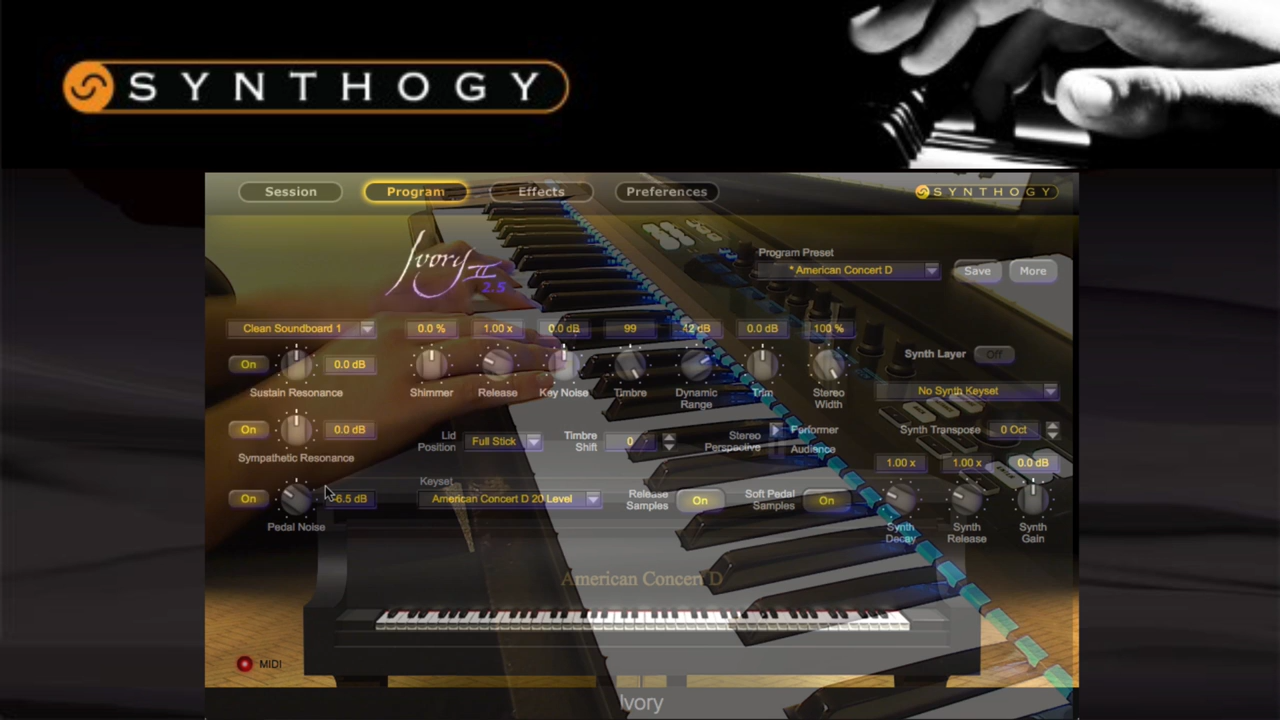 SYNTHOGY
Session
Program
Effects
Preferences
SYNTHOGY
Ivory II
2.5
Program Preset
* American Concert D
Save
More
Clean Soundboard 1
0.0 %
1.00 x
0.0 dB
99
42 dB
0.0 dB
100 %
On
0.0 dB
Sustain Resonance
Shimmer
Release
Key Noise
Timbre
Dynamic
Range
Trim
Stereo
Width
Synth Layer
Off
No Synth Keyset
On
0.0 dB
Sympathetic Resonance
Lid
Position
Full Stick
Timbre
Shift
0
Stereo
Perspective
Performer
Audience
Synth Transpose
0 Oct
1.00 x
1.00 x
0.0 dB
On
-6.5 dB
Pedal Noise
Keyset
American Concert D 20 Level
Release
Samples
On
Soft Pedal
Samples
On
Synth
Decay
Synth
Release
Synth
Gain
American Concert D
MIDI
Ivory